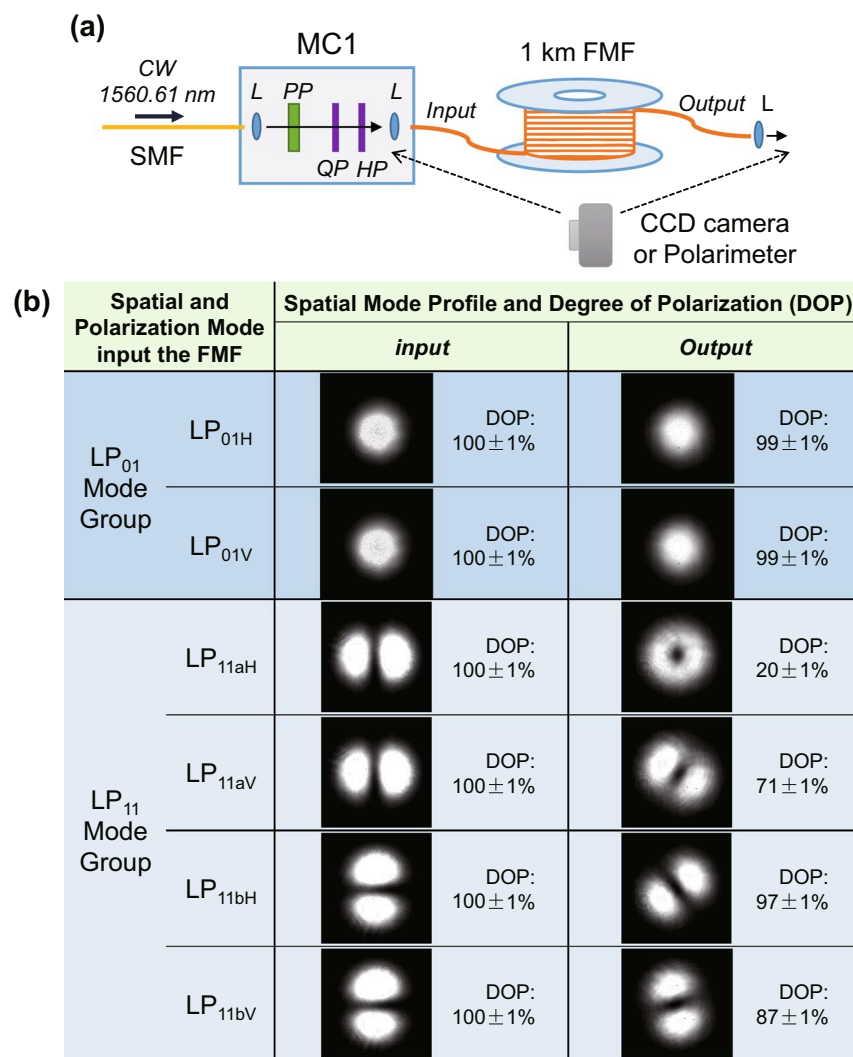 (a)
MC1
1 km FMF
CW
1560.61 nm
L
PP
L
Input
Output
L
SMF
QP
HP
CCD camera
or Polarimeter
(b)
Spatial and
Polarization Mode
input the FMF
Spatial Mode Profile and Degree of Polarization (DOP)
input
Output
LP01
Mode
Group
LP01H
DOP:
100±1%
DOP:
99±1%
LP01V
DOP:
100±1%
DOP:
99±1%
LP11
Mode
Group
LP11aH
DOP:
100±1%
DOP:
20±1%
LP11aV
DOP:
100±1%
DOP:
71±1%
LP11bH
DOP:
100±1%
DOP:
97±1%
LP11bV
DOP:
100±1%
DOP:
87±1%